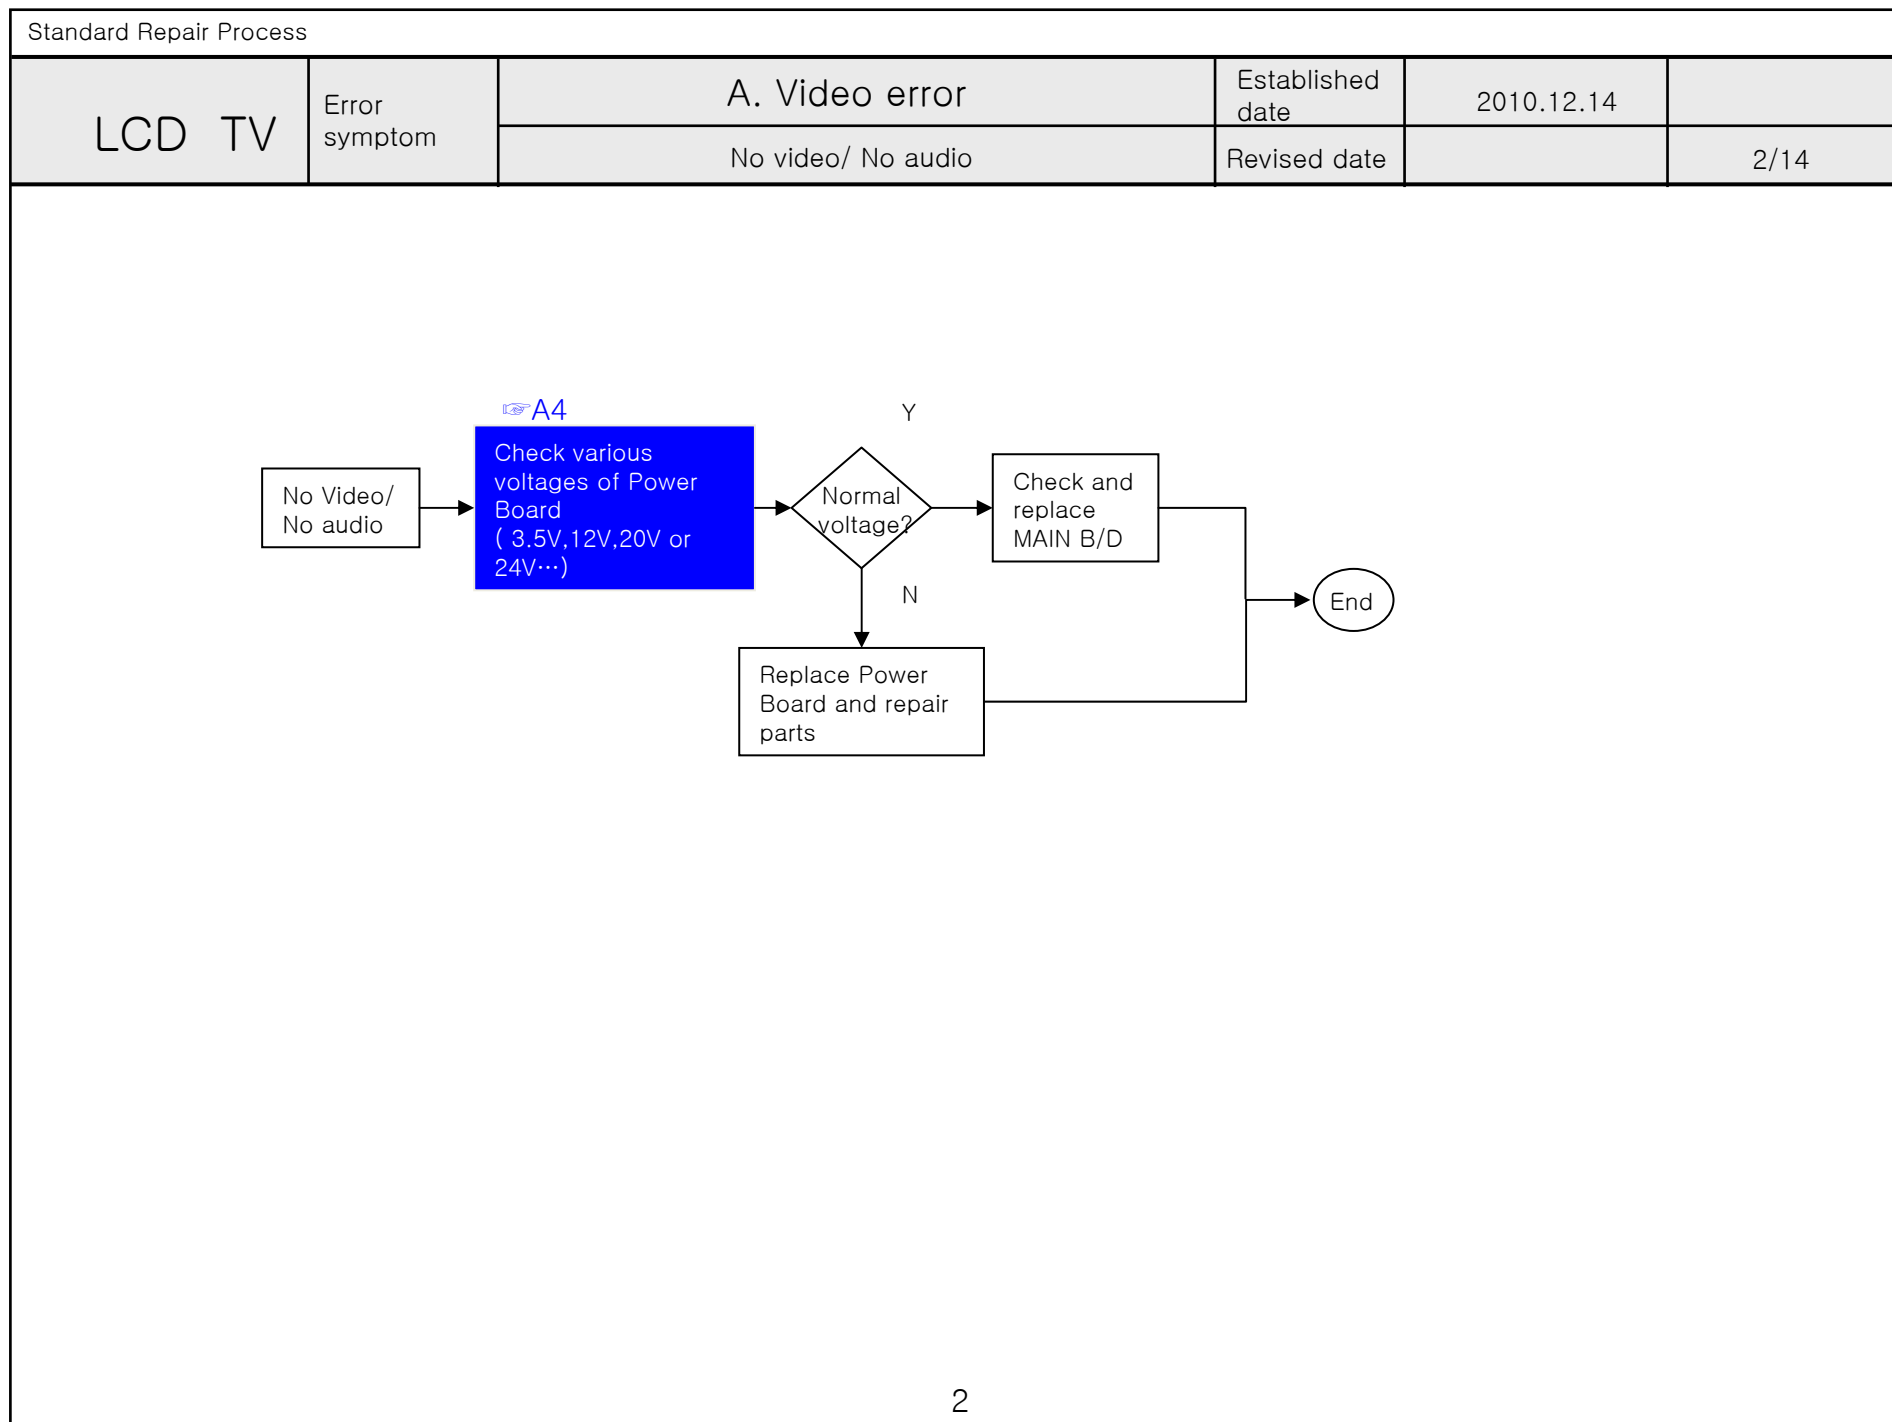 Standard Repair Process
LCD TV
Error
symptom
A. Video error
Established
date
2010.12.14
No video/ No audio
Revised date
2/14
☞A4
Check various
voltages of Power
Board
( 3.5V,12V,20V or
24V⋯)
No Video/
No audio
Y
Normal
voltage?
Check and
replace
MAIN B/D
N
End
Replace Power
Board and repair
parts
2